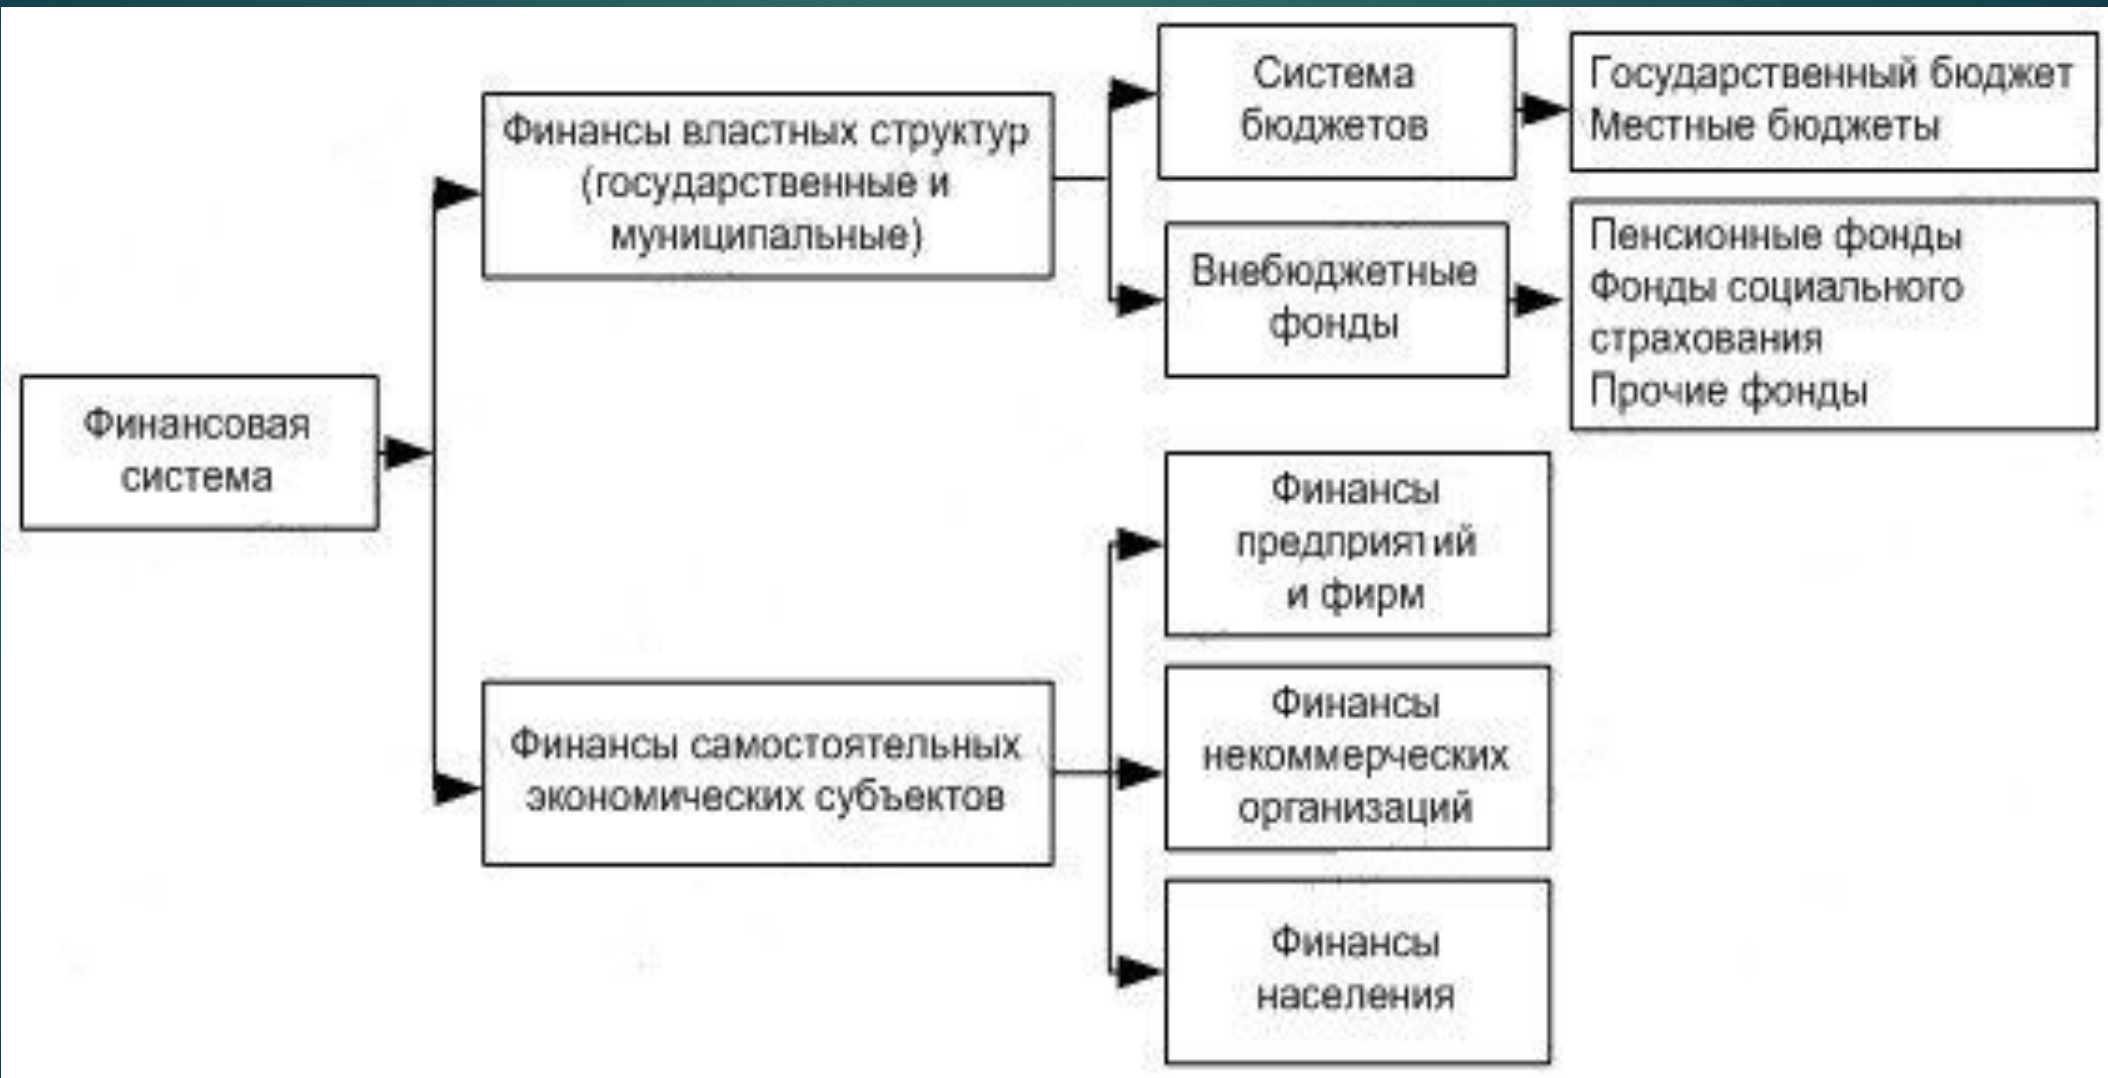 Финансовая
система
Финансы властных структур
(государственные и
муниципальные)
Система
бюджетов
Государственный бюджет
Местные бюджеты
Внебюджетные
фонды
Пенсионные фонды
Фонды социального
страхования
Прочие фонды
Финансы самостоятельных
экономических субъектов
Финансы
предприятий
и фирм
Финансы
некоммерческих
организаций
Финансы
населения